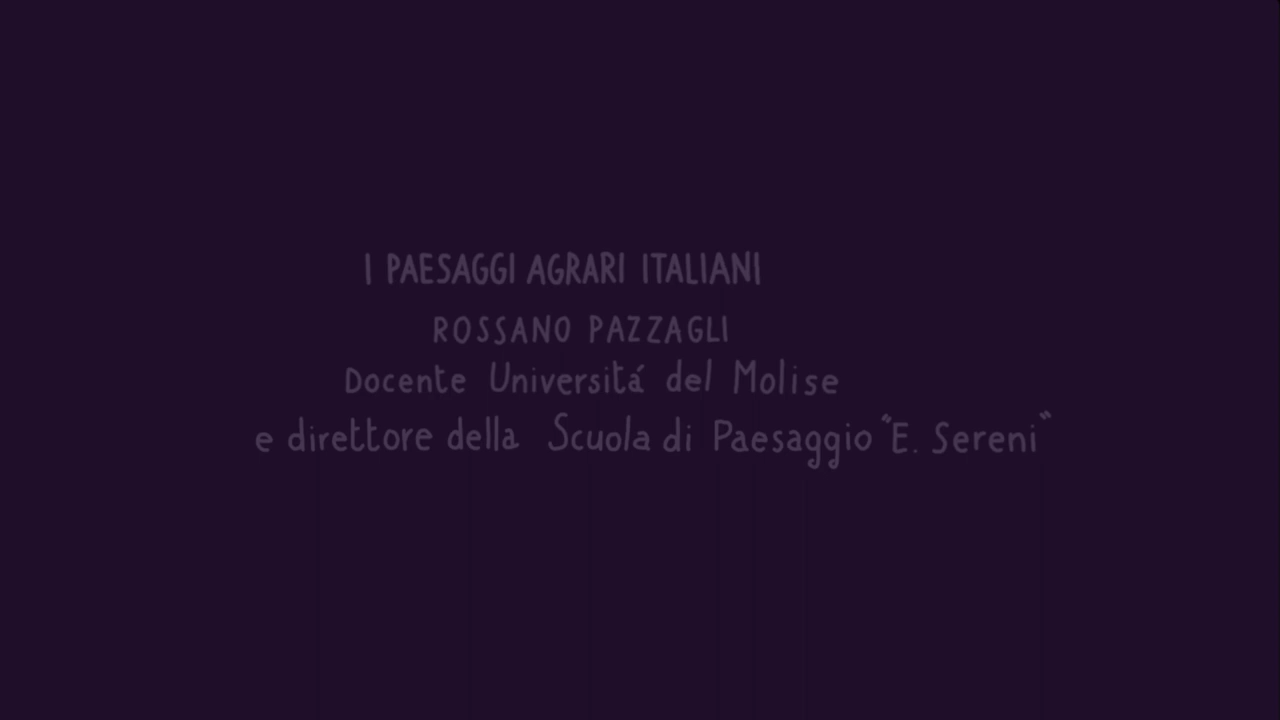 I PAESAGGI AGRARI ITALIANI
ROSSANO PAZZAGLI
Docente Universitá del Molise
e direttore della Scuola di Paesaggio "E. Sereni"